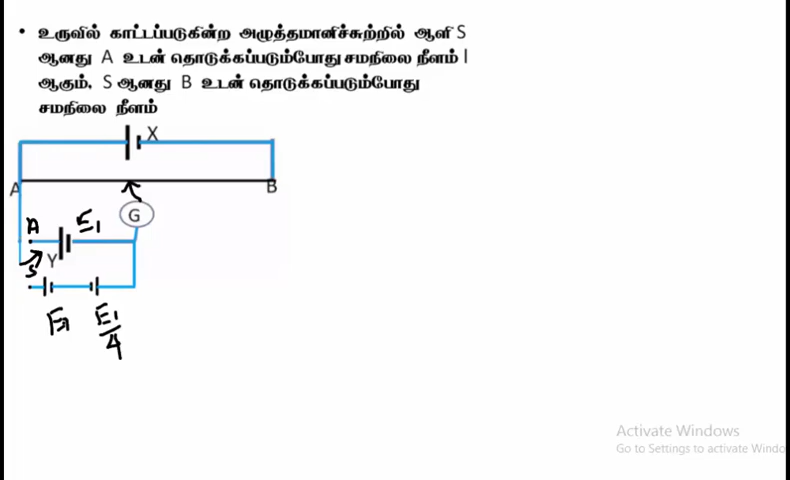 • உருவில் காட்டப்படுகின்ற அழுத்தமானிச்சுற்றில் ஆளி S
ஆனது A உடன் தொடுக்கப்படும்போது சமநிலை நீளம் l
ஆகும். S ஆனது B உடன் தொடுக்கப்படும்போது
சமநிலை நீளம்
X
A B
G
A E1
S Y
E1/4
Activate Windows
Go to Settings to activate Windo